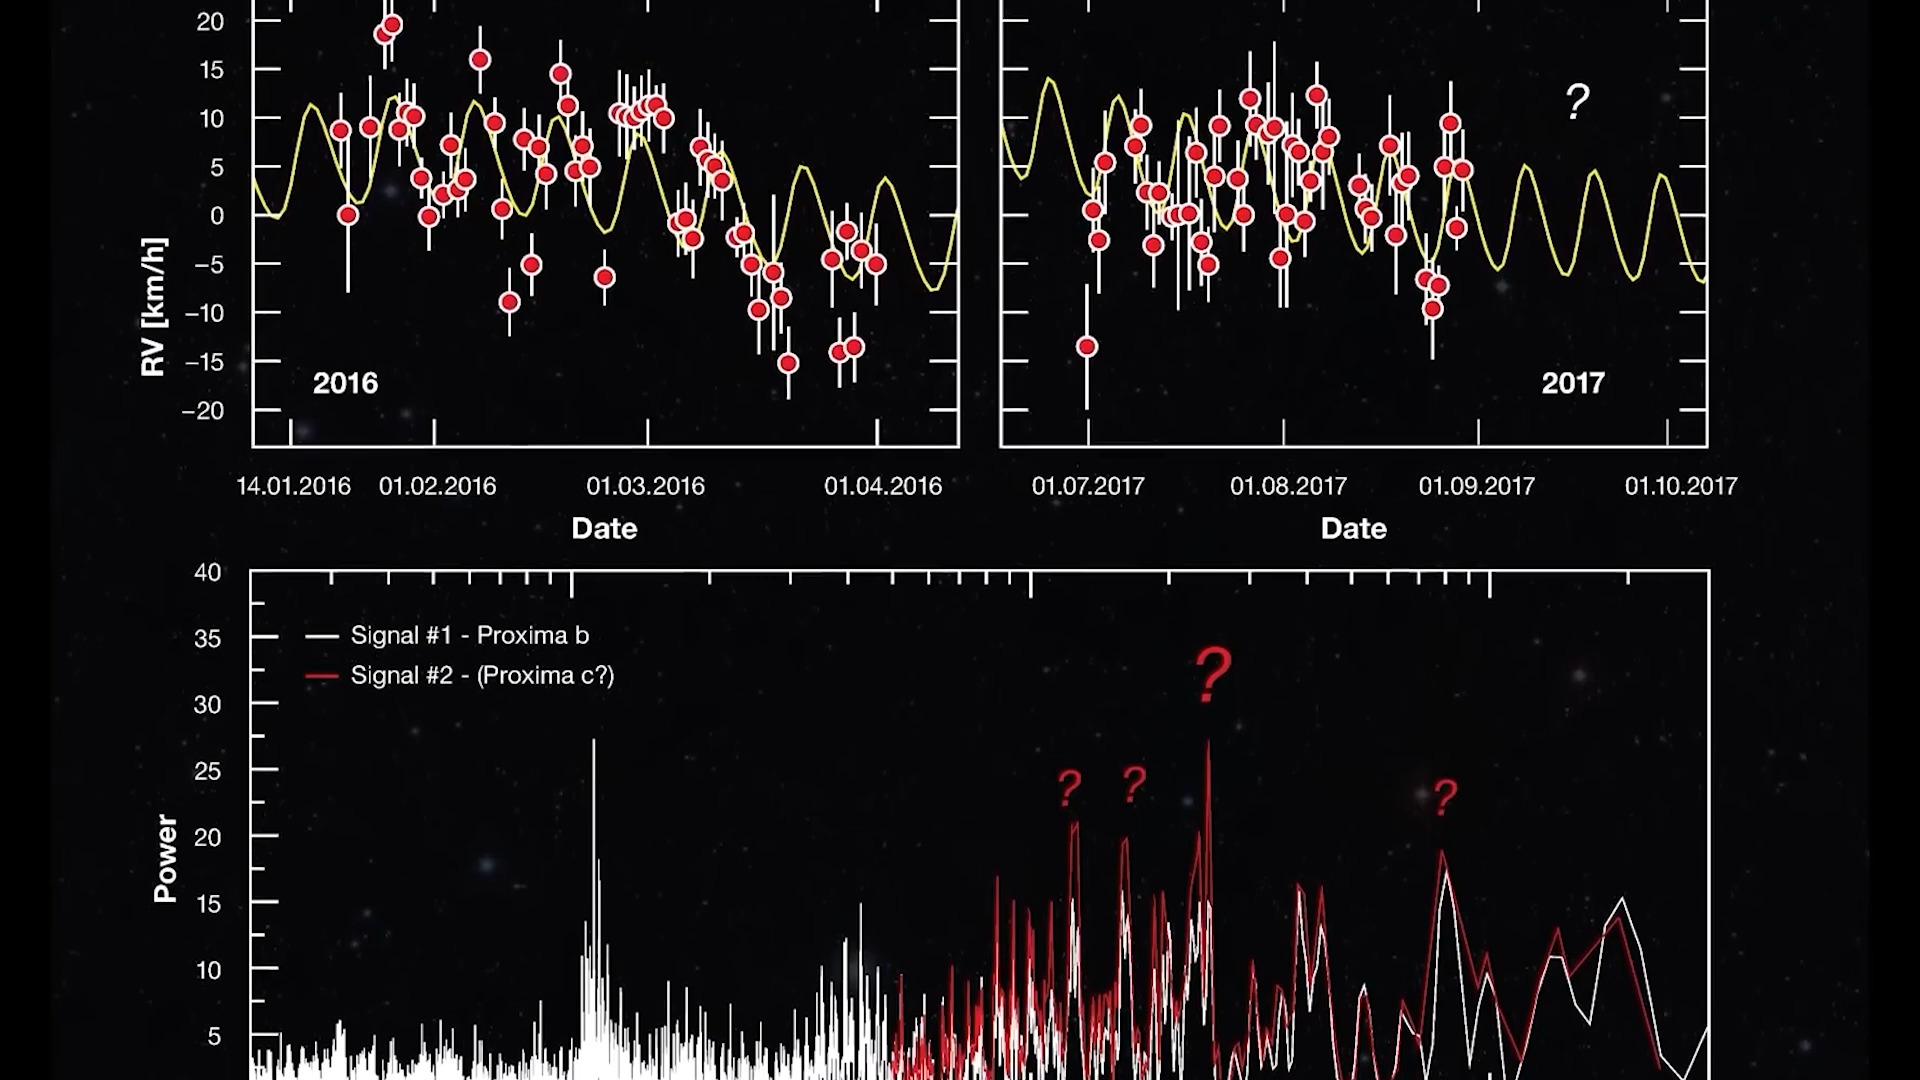 20
15
10
5
0
−5
−10
−15
−20
RV [km/h]
2016
?
2017
14.01.2016 01.02.2016 01.03.2016 01.04.2016
01.07.2017 01.08.2017 01.09.2017 01.10.2017
Date
Date
40
35
30
25
20
15
10
5
Power
Signal #1 - Proxima b
Signal #2 - (Proxima c?)
?
? ? ?